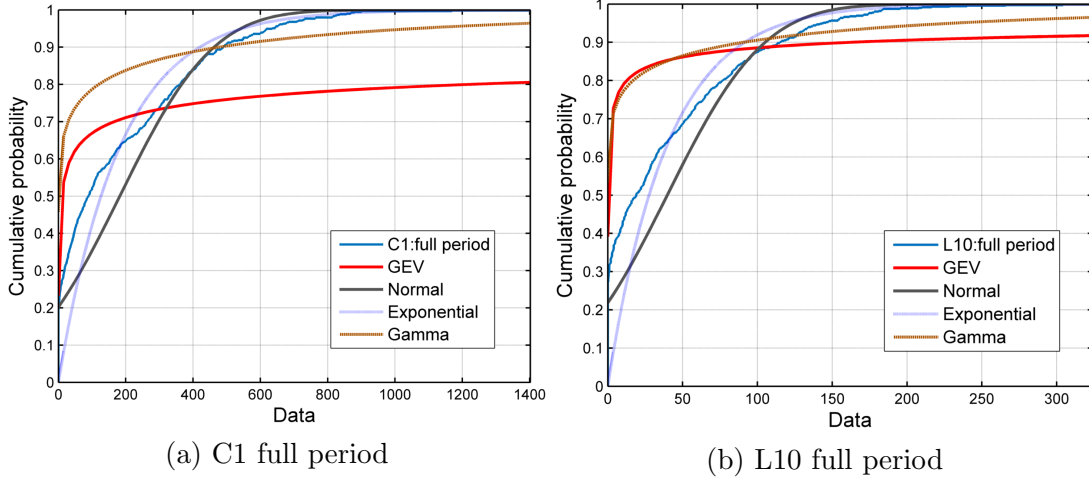 1
0.9
0.8
0.7
0.6
0.5
0.4
0.3
0.2
0.1
0
Cumulative probability
0 200 400 600 800 1000 1200 1400
Data
C1:full period
GEV
Normal
Exponential
Gamma
(a) C1 full period
1
0.9
0.8
0.7
0.6
0.5
0.4
0.3
0.2
0.1
0
Cumulative probability
0 50 100 150 200 250 300
Data
L10:full period
GEV
Normal
Exponential
Gamma
(b) L10 full period